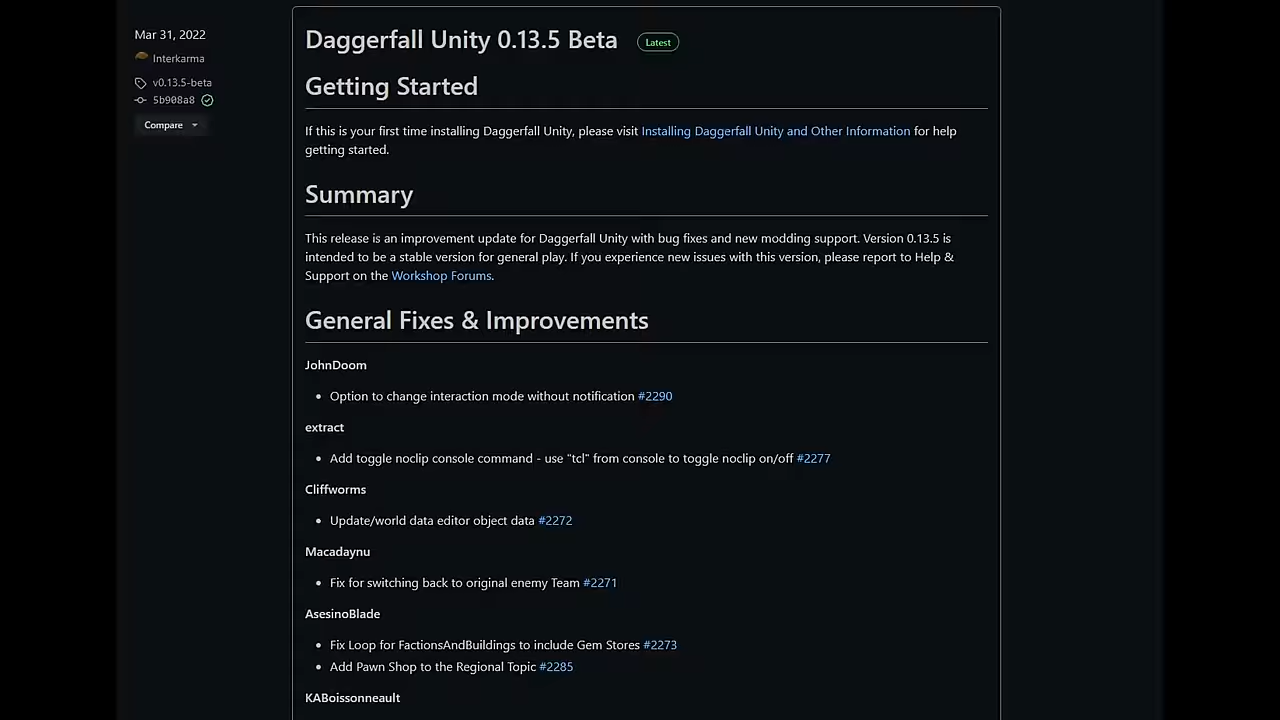 Mar 31, 2022
Interkarma
v0.13.5-beta
5b908a8
Compare
Daggerfall Unity 0.13.5 Beta Latest
Getting Started
If this is your first time installing Daggerfall Unity, please visit Installing Daggerfall Unity and Other Information for help
getting started.
Summary
This release is an improvement update for Daggerfall Unity with bug fixes and new modding support. Version 0.13.5 is
intended to be a stable version for general play. If you experience new issues with this version, please report to Help &
Support on the Workshop Forums.
General Fixes & Improvements
JohnDoom
• Option to change interaction mode without notification #2290
extract
• Add toggle noclip console command - use "tcl" from console to toggle noclip on/off #2277
Cliffworms
• Update/world data editor object data #2272
Macadaynu
• Fix for switching back to original enemy Team #2271
AsesinoBlade
• Fix Loop for FactionsAndBuildings to include Gem Stores #2273
• Add Pawn Shop to the Regional Topic #2285
KABoissonneault